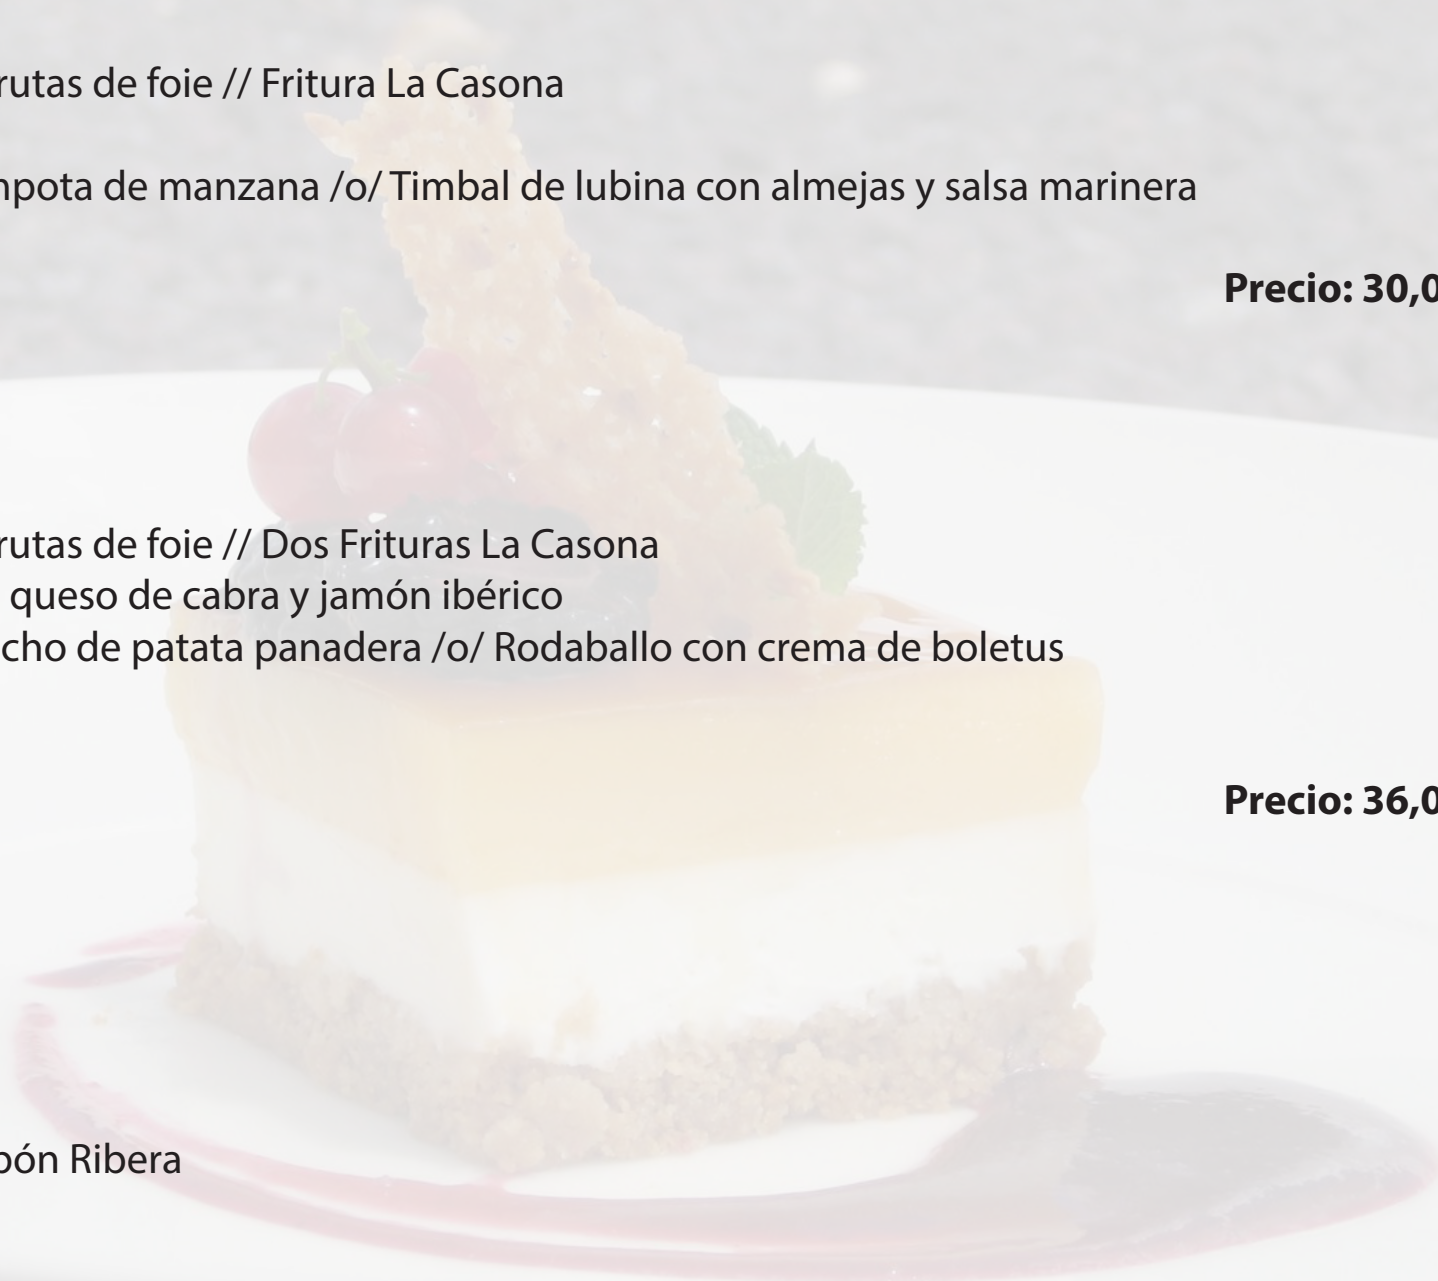 rutas de foie // Fritura La Casona
mpota de manzana /o/ Timbal de lubina con almejas y salsa marinera
Precio: 30,0
rutas de foie // Dos Frituras La Casona
queso de cabra y jamón ibérico
cho de patata panadera /o/ Rodaballo con crema de boletus
Precio: 36,0
bón Ribera